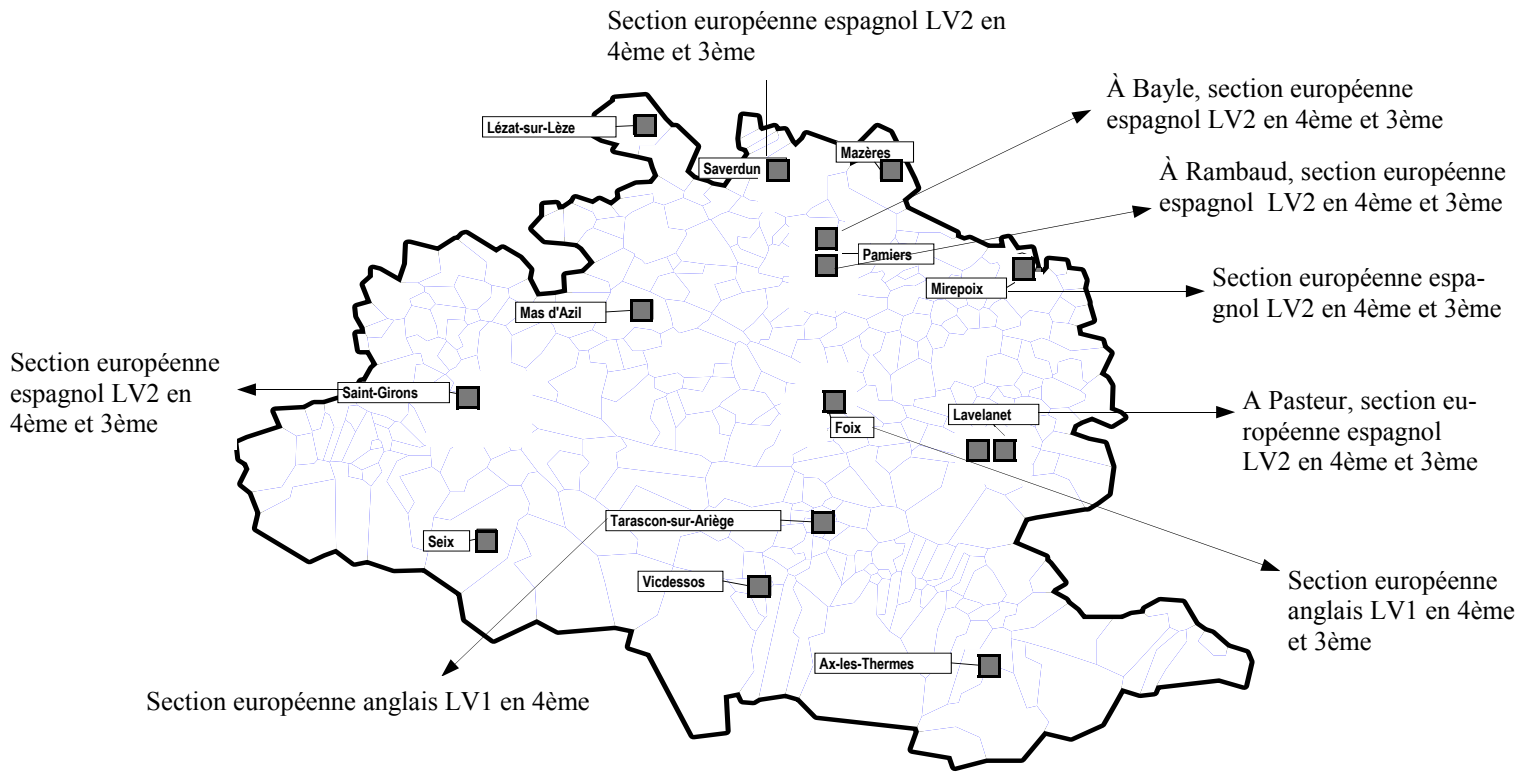 Section européenne espagnol LV2 en
4ème et 3ème
À Bayle, section européenne
espagnol LV2 en 4ème et 3ème
Lézat-sur-Lèze
Mazères
Saverdun
À Rambaud, section européenne
espagnol LV2 en 4ème et 3ème
Pamiers
Mirepoix
Section européenne espa-
gnol LV2 en 4ème et 3ème
Mas d'Azil
Section européenne
espagnol LV2 en
4ème et 3ème
Saint-Girons
Lavelanet
Foix
A Pasteur, section eu-
ropéenne espagnol
LV2 en 4ème et 3ème
Tarascon-sur-Ariège
Seix
Vicdessos
Section européenne
anglais LV1 en 4ème
et 3ème
Ax-les-Thermes
Section européenne anglais LV1 en 4ème